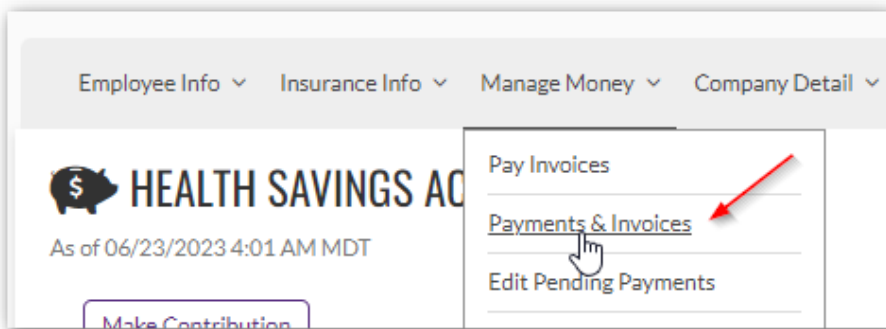 Employee Info Insurance Info Manage Money Company Detail
Pay Invoices
$ HEALTH SAVINGS AC
Payments & Invoices
As of 06/23/2023 4:01 AM MDT
Edit Pending Payments
Make Contribution